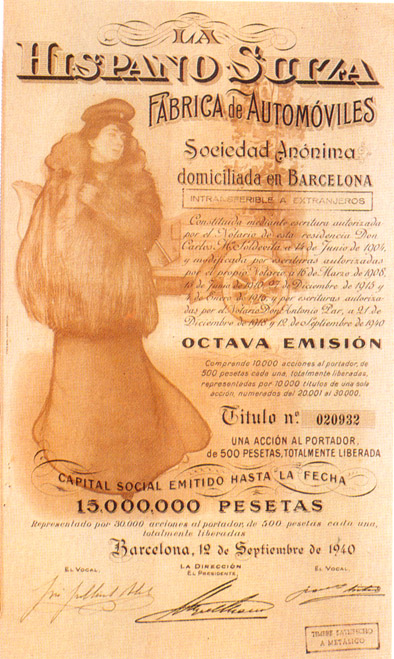 LA
HISPANO SUIZA
FÁBRICA de AUTOMÓVILES
Sociedad Anónima
domiciliada en BARCELONA
INTRANSFERIBLE A EXTRANJEROS
Constituida mediante escritura autorizada
por el Notario de esta residencia Don
Carlos M. Soldevila, a 14 de Junio de 1904,
y modificada por escrituras autorizadas
por el propio Notario a 16 de Marzo de 1908,
de Junio de 1910, 27 Diciembre de 1915 y
de Enero de 1918, y por escrituras autoriza-
das por el Notario Don Antonio Par, a 21 de
Diciembre de 1918 y 12 de Septiembre de 1940
OCTAVA EMISIÓN
Comprende 10.000 acciones al portador, de
500 pesetas cada una, totalmente liberadas,
representadas por 10.000 títulos de una sola
acción, numerados del 20.001 al 30.000.
Título nº 020932
UNA ACCIÓN AL PORTADOR,
de 500 PESETAS, TOTALMENTE LIBERADA
CAPITAL SOCIAL EMITIDO HASTA LA FECHA
15.000,000 PESETAS
Representado por 30.000 acciones al portador, de 500 pesetas cada una,
totalmente liberadas
Barcelona, 12 de Septiembre de 1940
EL VOCAL. LA DIRECCIÓN EL VOCAL.
EL PRESIDENTE,
TIMBRE SATISFECHO
A METÁLICO